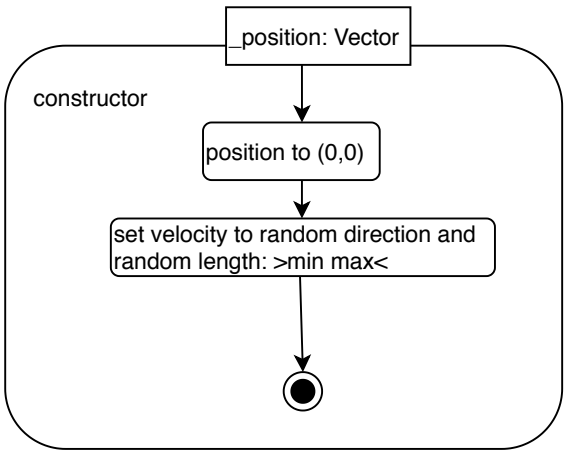 _position: Vector
constructor
position to (0,0)
set velocity to random direction and
random length: >min max<